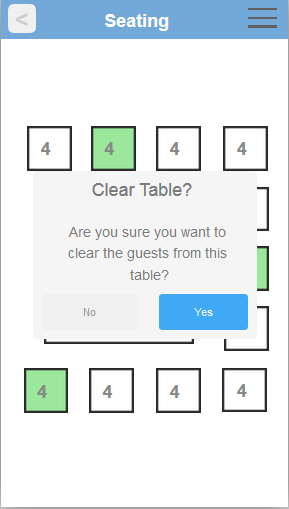 < Seating
4 4 4 4
Clear Table?
Are you sure you want to
clear the guests from this
table?
No Yes
4 4 4 4